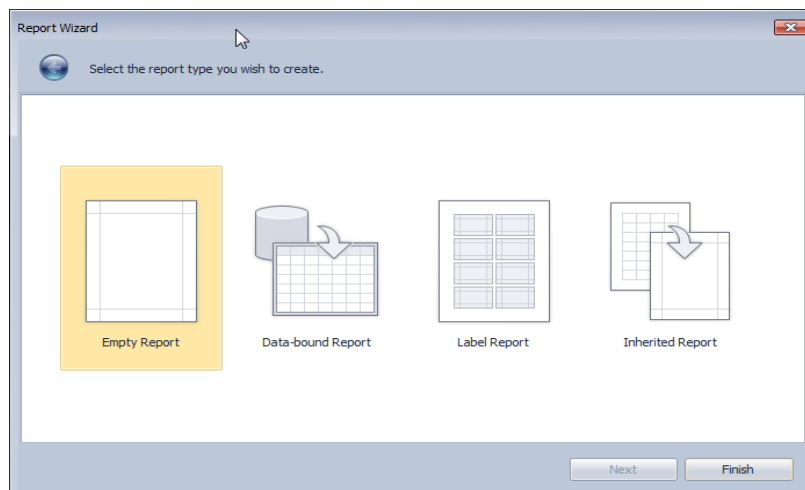 Report Wizard
Select the report type you wish to create.
Empty Report
Data-bound Report
Label Report
Inherited Report
Next
Finish